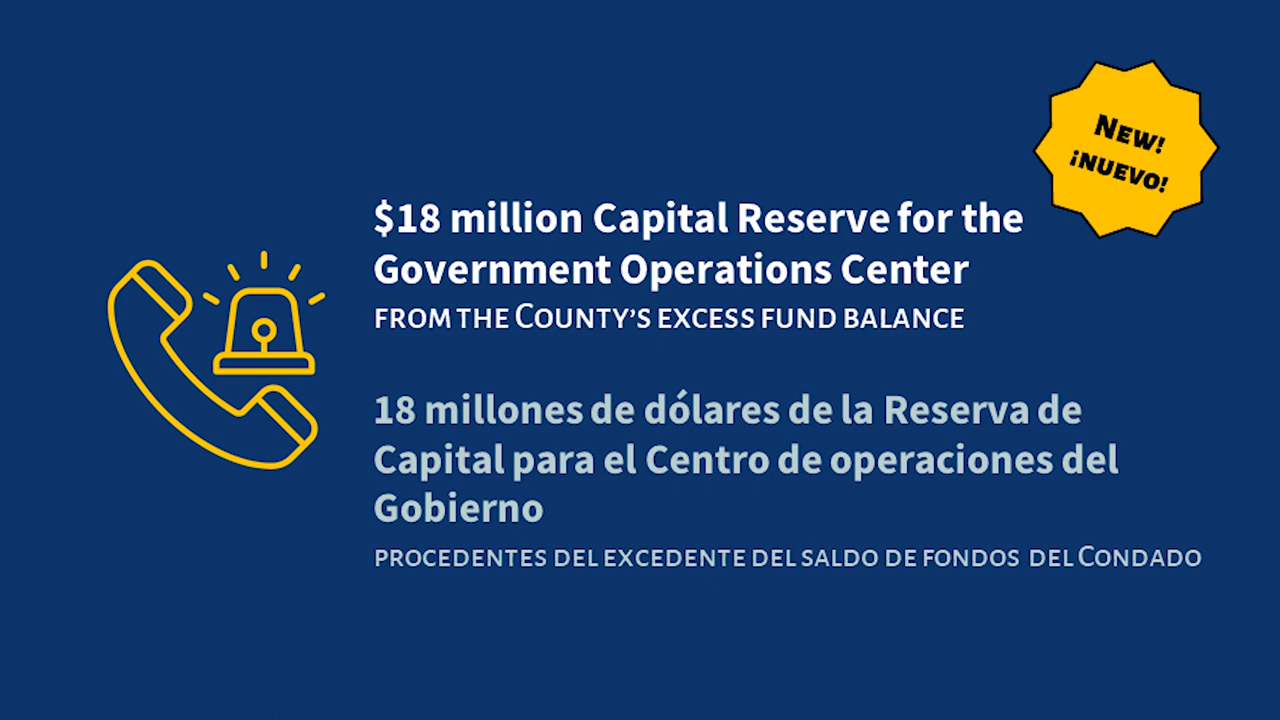 New!
¡Nuevo!
$18 million Capital Reserve for the
Government Operations Center
from the County’s excess fund balance
18 millones de dólares de la Reserva de
Capital para el Centro de operaciones del
Gobierno
procedentes del excedente del saldo de fondos del Condado